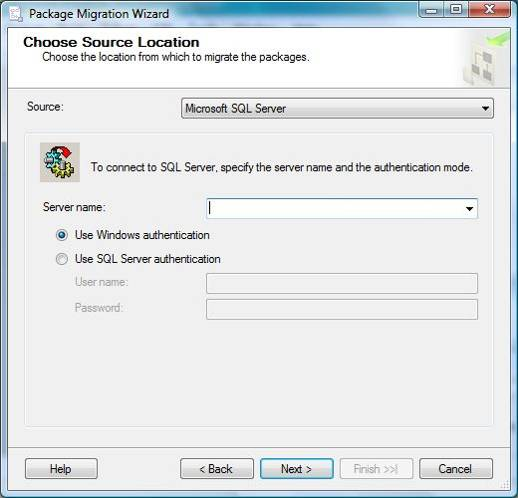 Package Migration Wizard
Choose Source Location
Choose the location from which to migrate the packages.
Source:
Microsoft SQL Server
To connect to SQL Server, specify the server name and the authentication mode.
Server name:
Use Windows authentication
Use SQL Server authentication
User name:
Password:
Help
< Back
Next >
Finish >>|
Cancel